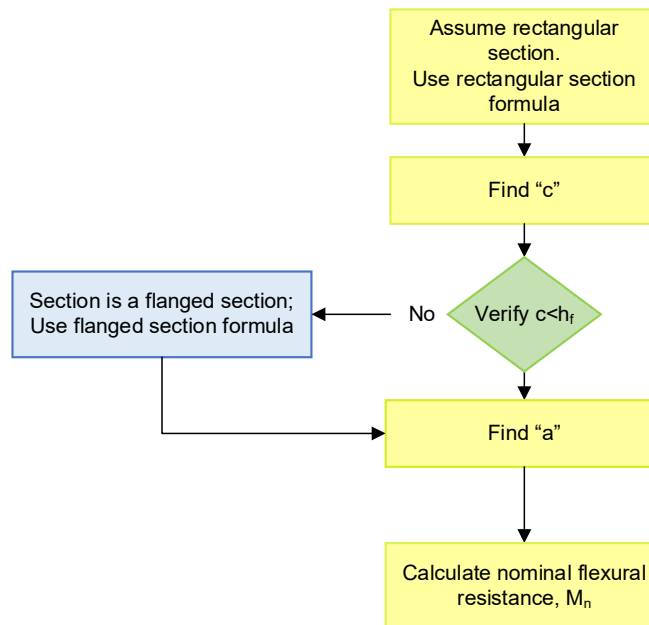 Assume rectangular
section.
Use rectangular section
formula
Find “c”
Section is a flanged section;
Use flanged section formula
No
Verify c<hf
Find “a”
Calculate nominal flexural
resistance, Mn